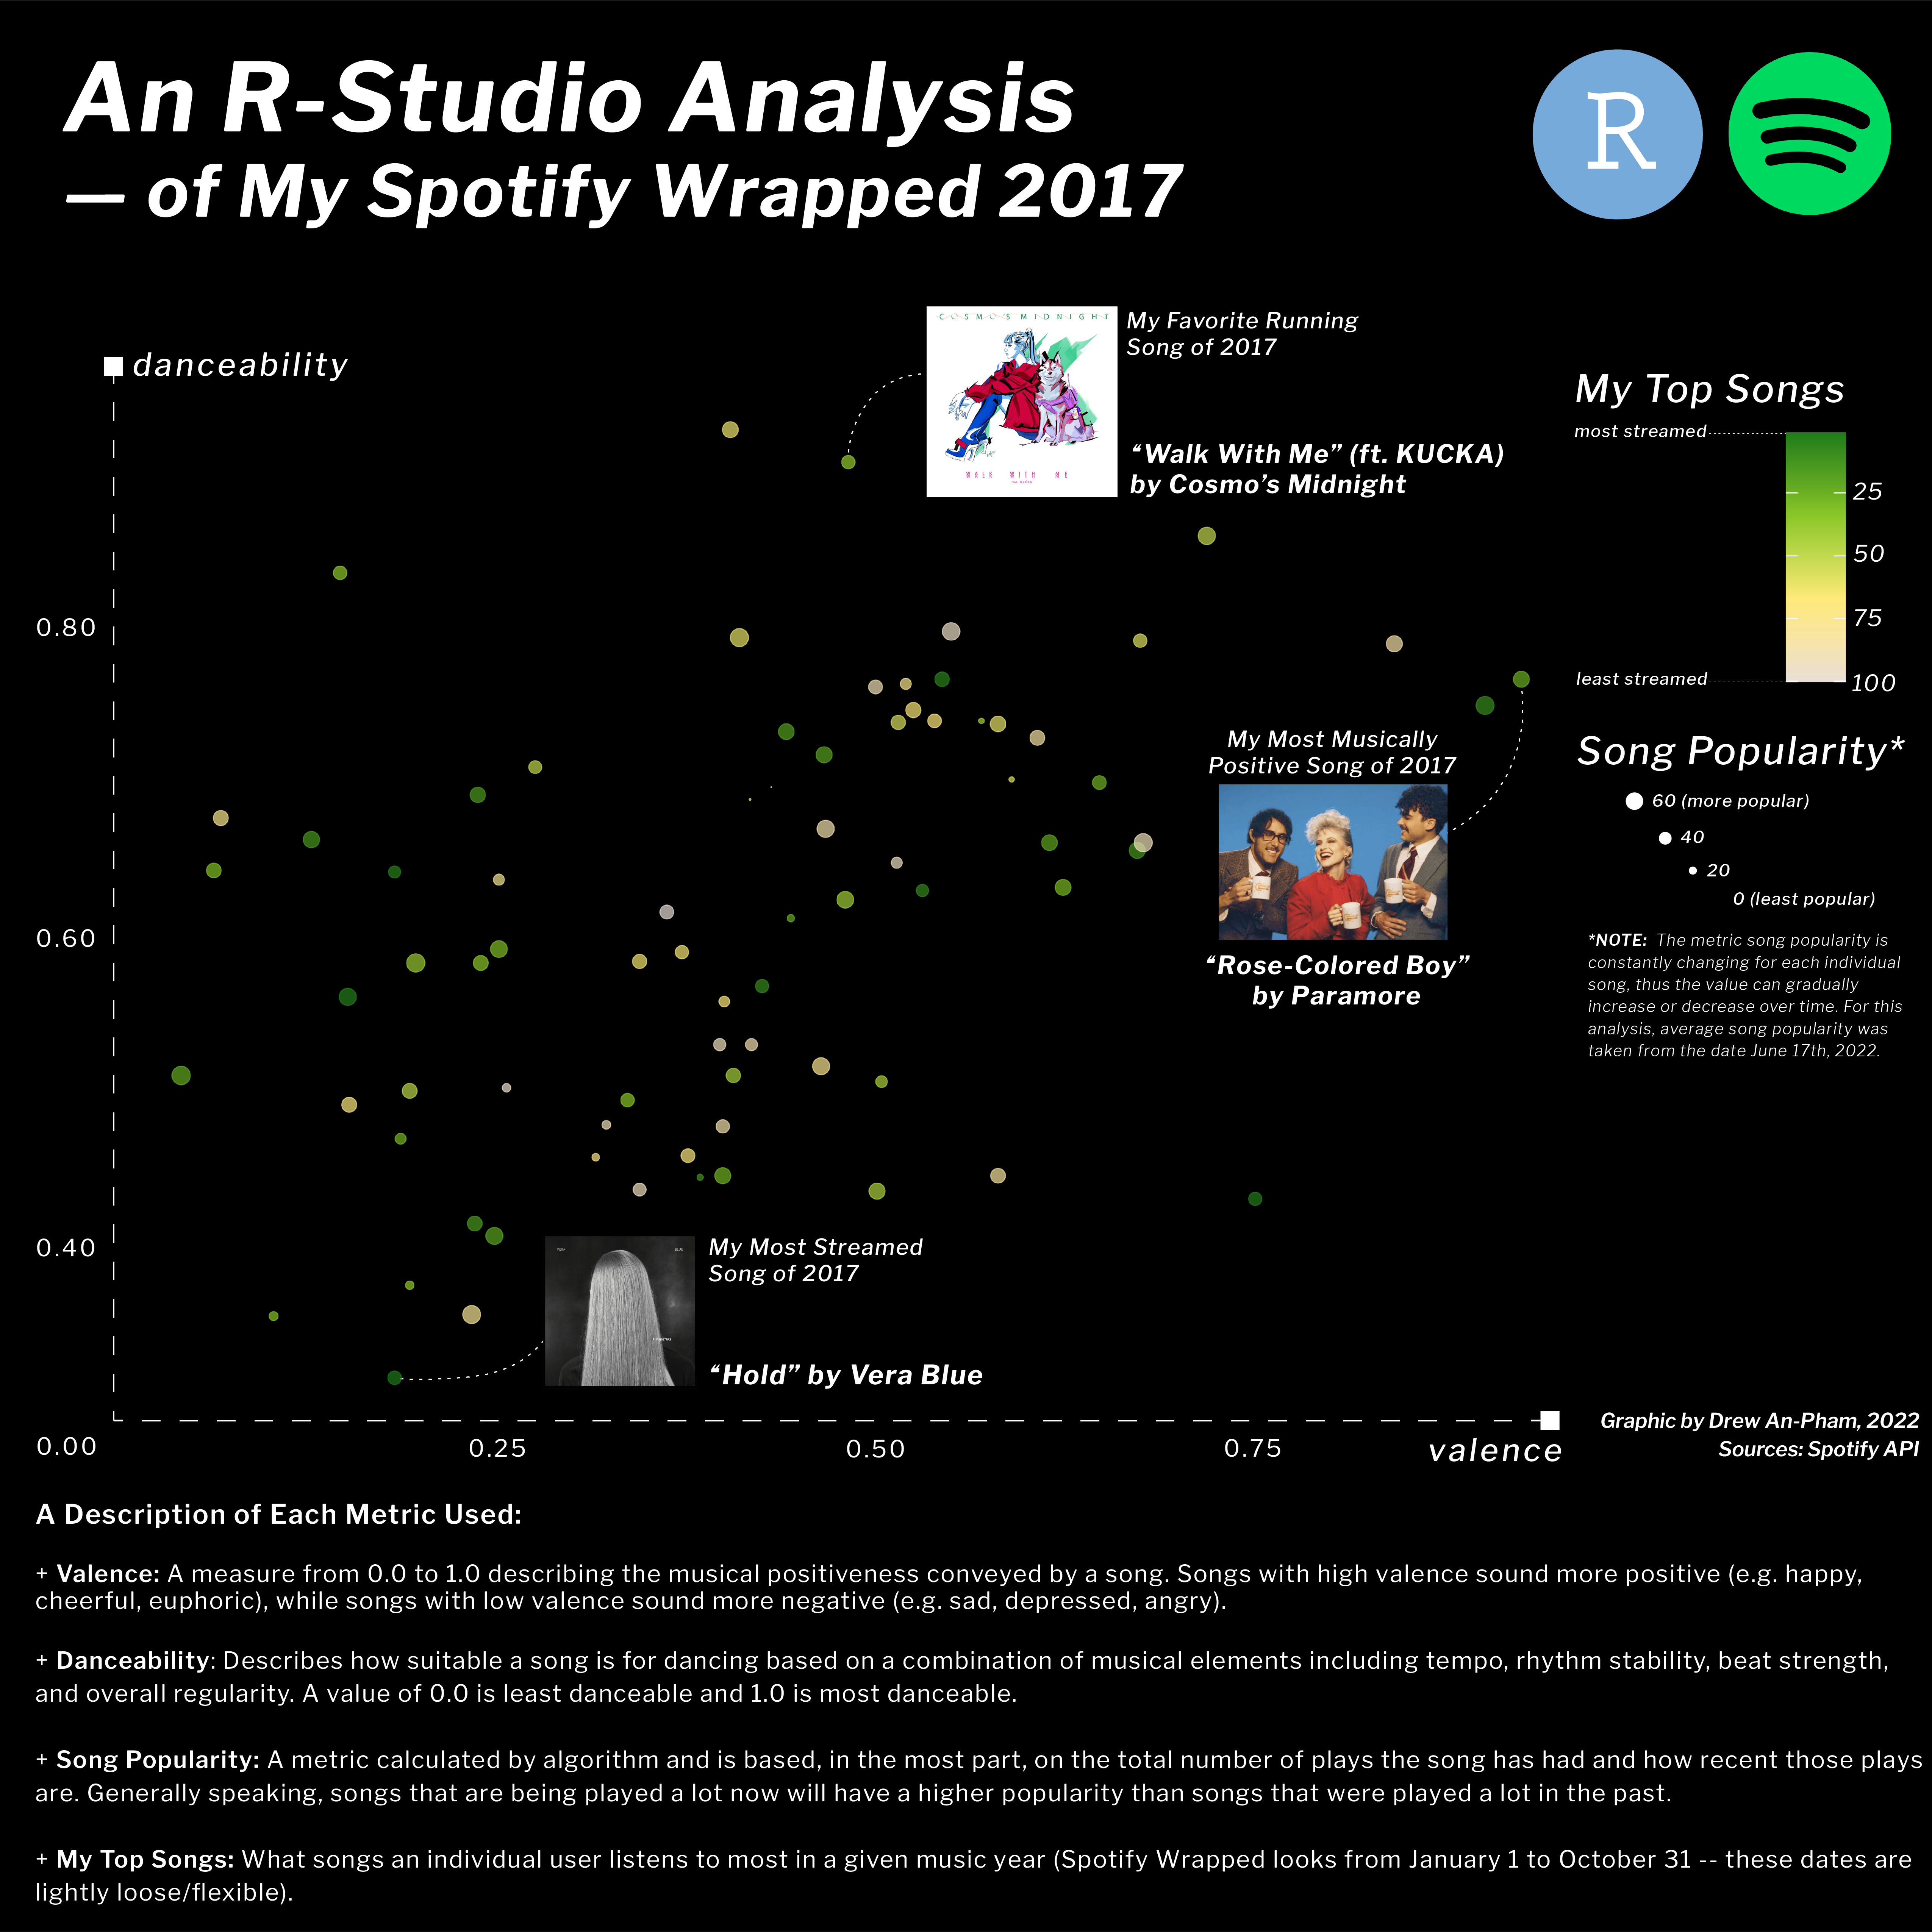 An R-Studio Analysis
— of My Spotify Wrapped 2017
R
COSMO'S MIDNIGHT
WALK WITH ME
My Favorite Running
Song of 2017
“Walk With Me” (ft. KUCKA)
by Cosmo’s Midnight
danceability
0.80
0.60
0.40
0.00
0.25
0.50
0.75
valence
My Most Musically
Positive Song of 2017
“Rose-Colored Boy”
by Paramore
My Most Streamed
Song of 2017
“Hold” by Vera Blue
My Top Songs
most streamed
25
50
75
least streamed
100
Song Popularity*
60 (more popular)
40
20
0 (least popular)
*NOTE: The metric song popularity is
constantly changing for each individual
song, thus the value can gradually
increase or decrease over time. For this
analysis, average song popularity was
taken from the date June 17th, 2022.
Graphic by Drew An-Pham, 2022
Sources: Spotify API
A Description of Each Metric Used:
+ Valence: A measure from 0.0 to 1.0 describing the musical positiveness conveyed by a song. Songs with high valence sound more positive (e.g. happy,
cheerful, euphoric), while songs with low valence sound more negative (e.g. sad, depressed, angry).
+ Danceability: Describes how suitable a song is for dancing based on a combination of musical elements including tempo, rhythm stability, beat strength,
and overall regularity. A value of 0.0 is least danceable and 1.0 is most danceable.
+ Song Popularity: A metric calculated by algorithm and is based, in the most part, on the total number of plays the song has had and how recent those plays
are. Generally speaking, songs that are being played a lot now will have a higher popularity than songs that were played a lot in the past.
+ My Top Songs: What songs an individual user listens to most in a given music year (Spotify Wrapped looks from January 1 to October 31 -- these dates are
lightly loose/flexible).